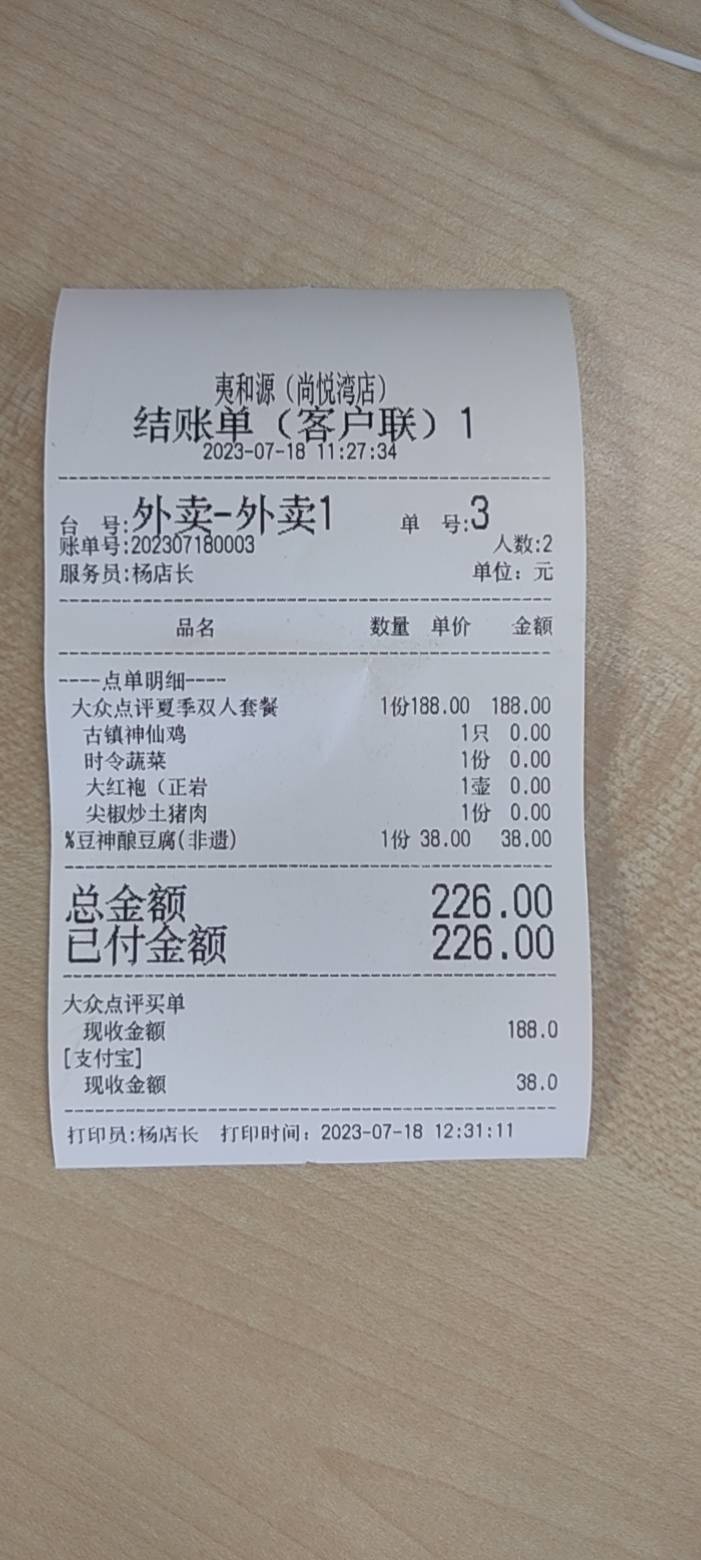 夷和源（尚悦湾店）
结账单（客户联）1
2023-07-18 11:27:34
台 号:外卖-外卖1 单 号:3
账单号:202307180003 人数:2
服务员:杨店长 单位：元
品名 数量 单价 金额
----点单明细----
大众点评夏季双人套餐 1份188.00 188.00
古镇神仙鸡 1只 0.00
时令蔬菜 1份 0.00
大红袍（正岩 1壶 0.00
尖椒炒土猪肉 1份 0.00
%豆神酿豆腐(非遗) 1份 38.00 38.00
总金额 226.00
已付金额 226.00
大众点评买单
现收金额 188.0
[支付宝]
现收金额 38.0
打印员:杨店长 打印时间：2023-07-18 12:31:11